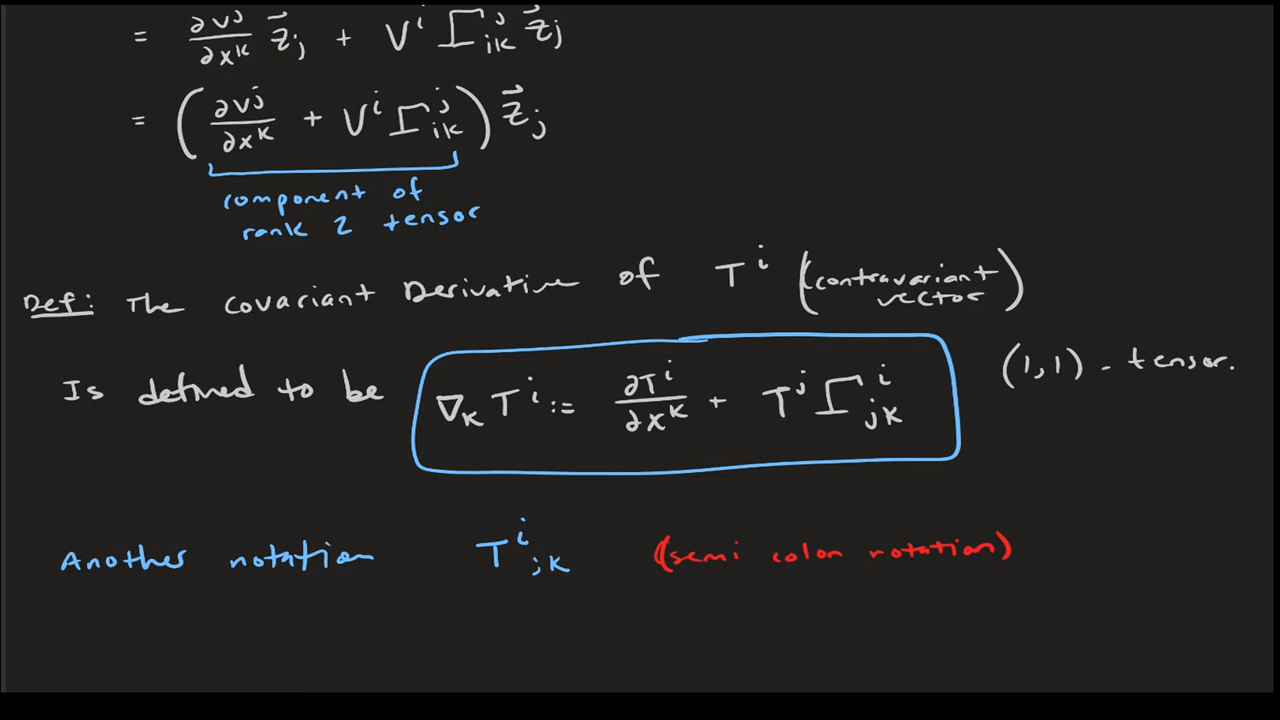 = ∂V^j/∂x^k Z⃗_j + V^i Γ^j_ik Z⃗_j
= (∂V^j/∂x^k + V^i Γ^j_ik) Z⃗_j
component of
rank 2 tensor
Def: The covariant Derivative of T^i (contravariant vector)
Is defined to be ∇_k T^i := ∂T^i/∂x^k + T^j Γ^i_jk (1,1) - tensor.
Another notation T^i_;k (semi colon notation)